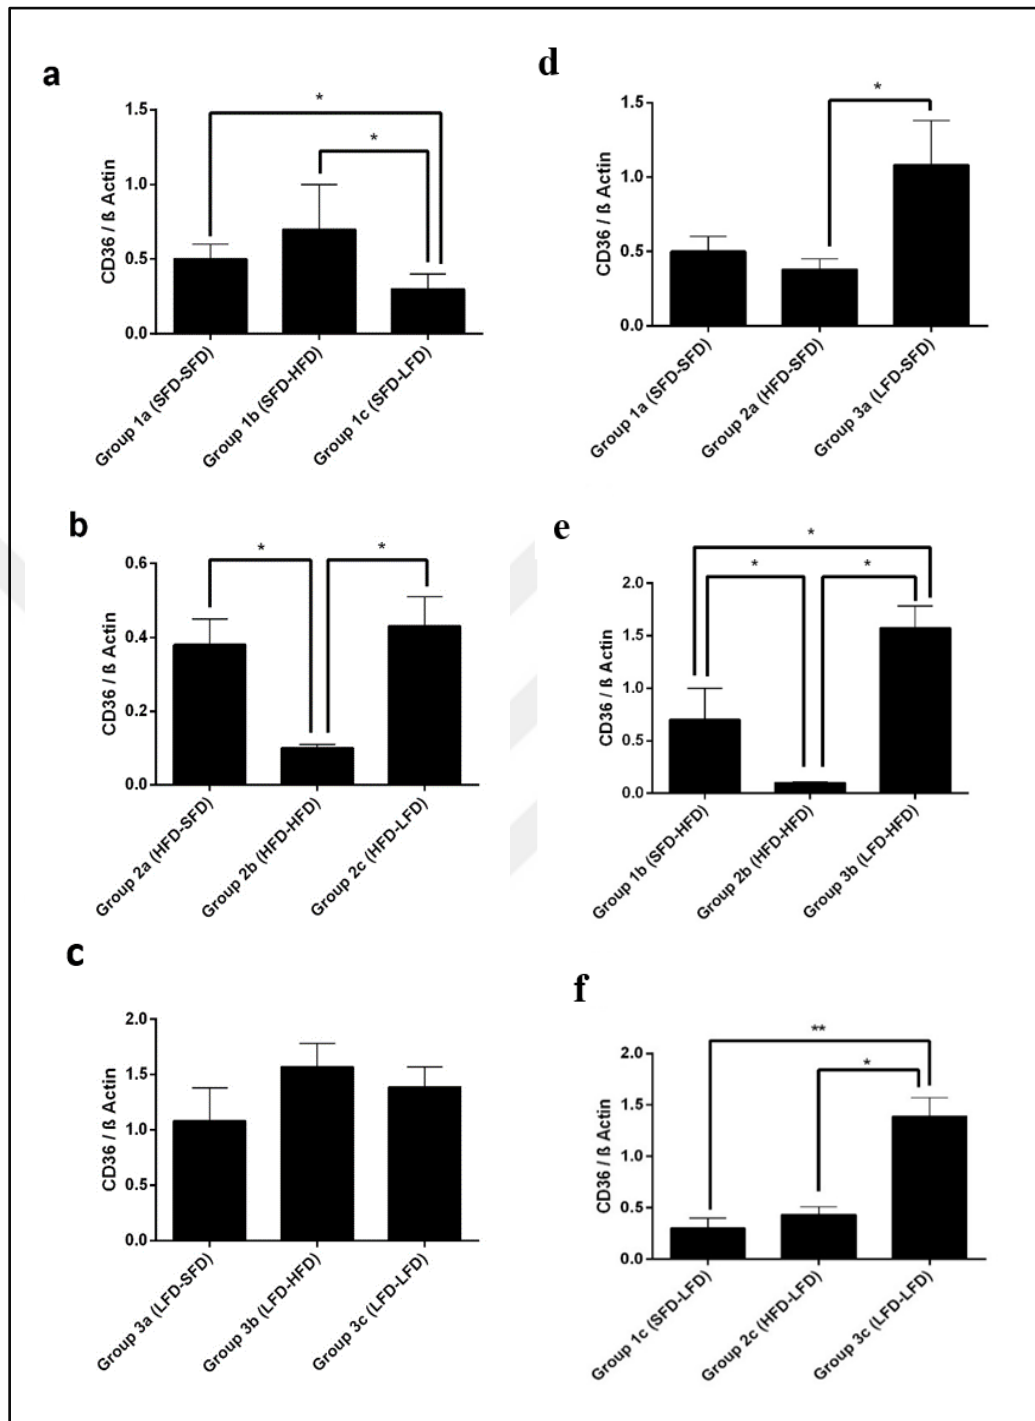 a
*
*
1.5
1.0
0.5
0.0
CD36 / ß Actin
Group 1a (SFD-SFD)
Group 1b (SFD-HFD)
Group 1c (SFD-LFD)
b
*
*
0.6
0.4
0.2
0.0
CD36 / ß Actin
Group 2a (HFD-SFD)
Group 2b (HFD-HFD)
Group 2c (HFD-LFD)
c
2.0
1.5
1.0
0.5
0.0
CD36 / ß Actin
Group 3a (LFD-SFD)
Group 3b (LFD-HFD)
Group 3c (LFD-LFD)
d
*
1.5
1.0
0.5
0.0
CD36 / ß Actin
Group 1a (SFD-SFD)
Group 2a (HFD-SFD)
Group 3a (LFD-SFD)
e
*
*
*
2.0
1.5
1.0
0.5
0.0
CD36 / ß Actin
Group 1b (SFD-HFD)
Group 2b (HFD-HFD)
Group 3b (LFD-HFD)
f
**
*
2.0
1.5
1.0
0.5
0.0
CD36 / ß Actin
Group 1c (SFD-LFD)
Group 2c (HFD-LFD)
Group 3c (LFD-LFD)